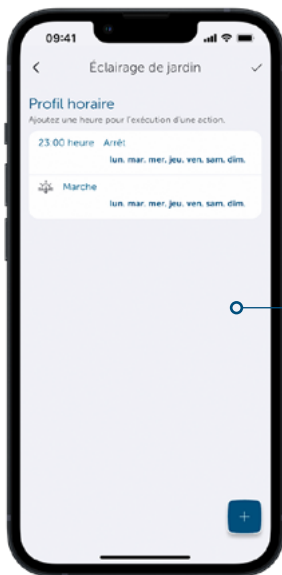 09:41
Éclairage de jardin
Profil horaire
Ajoutez une heure pour l'exécution d'une action.
23:00 heure Arrêt
lun. mar. mer. jeu. ven. sam. dim.
Marche
lun. mar. mer. jeu. ven. sam. dim.